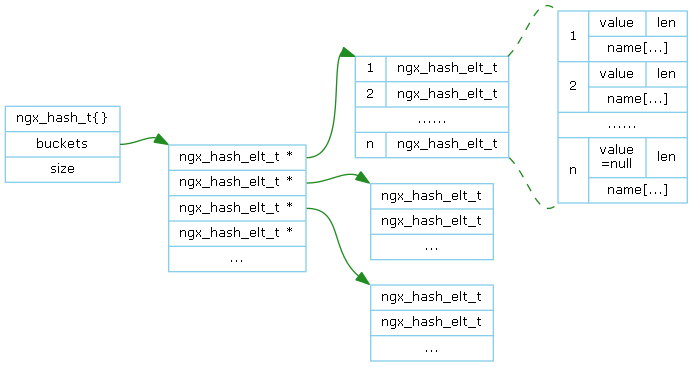 ngx_hash_t{}
buckets
size
ngx_hash_elt_t *
ngx_hash_elt_t *
ngx_hash_elt_t *
ngx_hash_elt_t *
...
1 ngx_hash_elt_t
2 ngx_hash_elt_t
......
n ngx_hash_elt_t
ngx_hash_elt_t
ngx_hash_elt_t
...
ngx_hash_elt_t
ngx_hash_elt_t
...
1 value len
name[...]
2 value len
name[...]
......
n value
=null len
name[...]